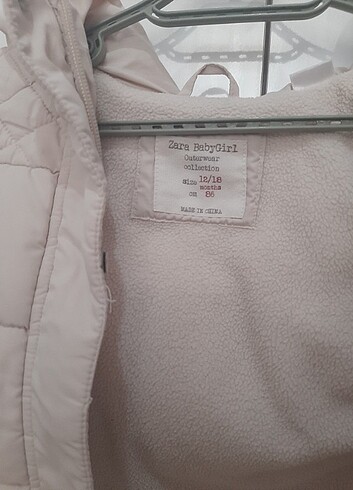 Zara BabyGirl
Outerwear
collection
SIZE 12/18
MONTHS
CM 86
MADE IN CHINA